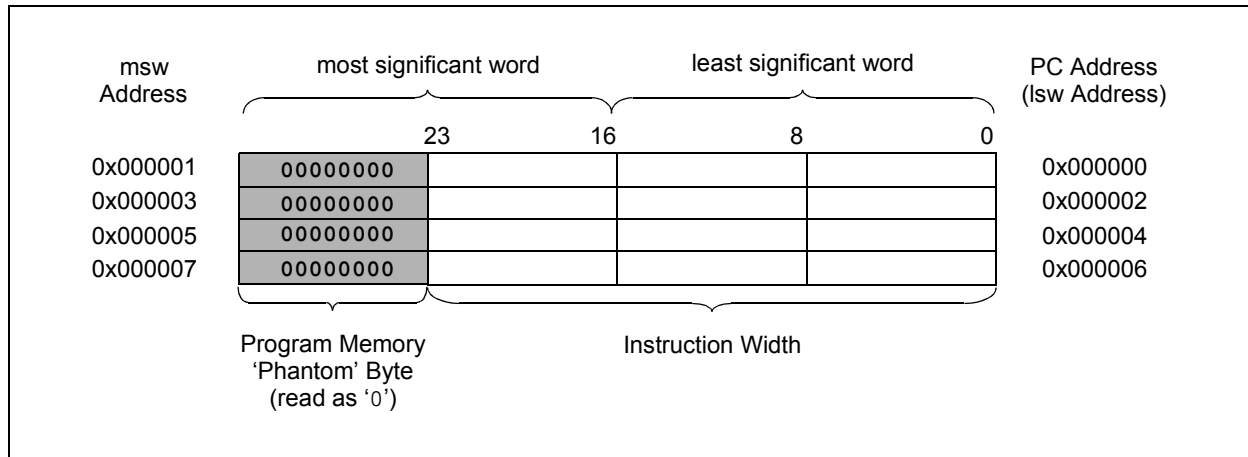 msw
Address
most significant word
least significant word
PC Address
(lsw Address)
23
16
8
0
0x000001
00000000
0x000000
0x000003
00000000
0x000002
0x000005
00000000
0x000004
0x000007
00000000
0x000006
Program Memory
‘Phantom’ Byte
(read as ‘0’)
Instruction Width